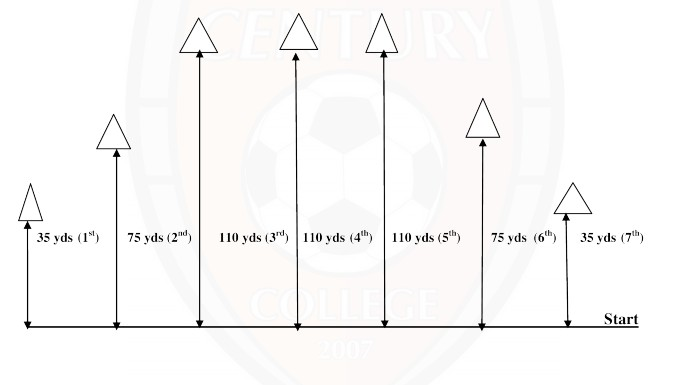 CENTURY
35 yds (1st) 75 yds (2nd) 110 yds (3rd) 110 yds (4th) 110 yds (5th) 75 yds (6th) 35 yds (7th)
COLLEGE
Start
2007